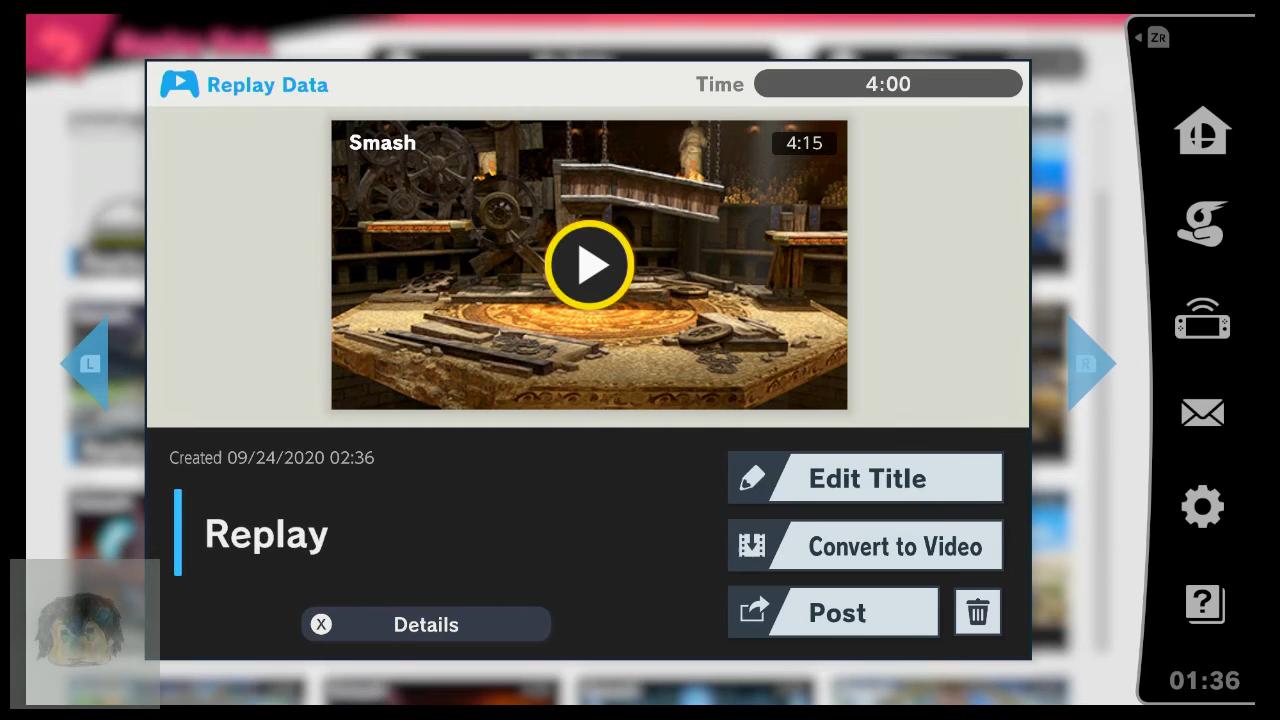 ZR
Replay Data
Time
4:00
Smash
4:15
L
R
Created 09/24/2020 02:36
Edit Title
Replay
Convert to Video
Post
X
Details
?
01:36